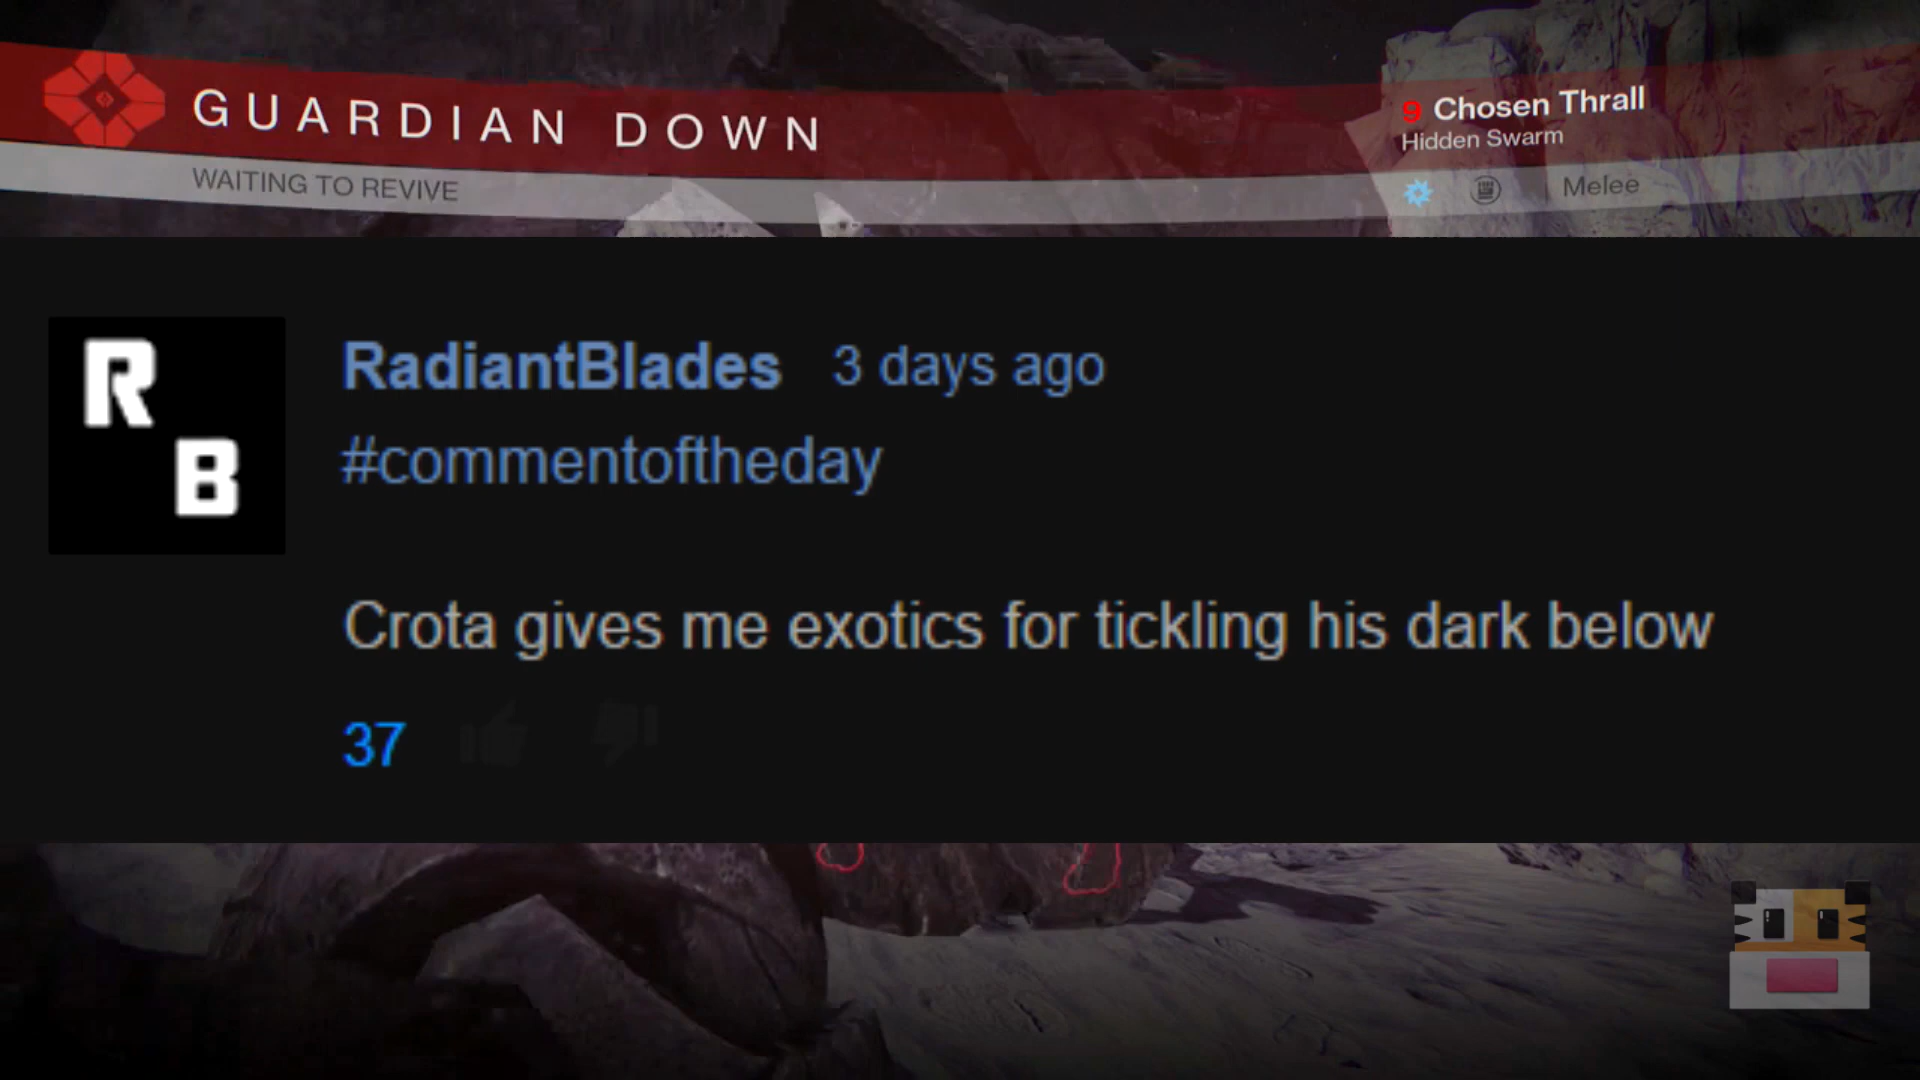 GUARDIAN DOWN
WAITING TO REVIVE
9 Chosen Thrall
Hidden Swarm
Melee
R
B
RadiantBlades 3 days ago
#commentoftheday
Crota gives me exotics for tickling his dark below
37